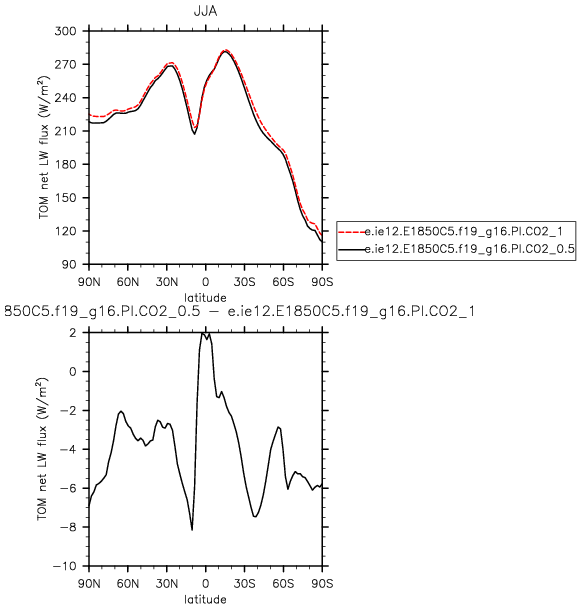 JJA
TOM net LW flux (W/m²)
300
270
240
210
180
150
120
90
90N 60N 30N 0 30S 60S 90S
latitude
e.ie12.E1850C5.f19_g16.PI.CO2_1
e.ie12.E1850C5.f19_g16.PI.CO2_0.5
850C5.f19_g16.PI.CO2_0.5 – e.ie12.E1850C5.f19_g16.PI.CO2_1
TOM net LW flux (W/m²)
2
0
−2
−4
−6
−8
−10
90N 60N 30N 0 30S 60S 90S
latitude